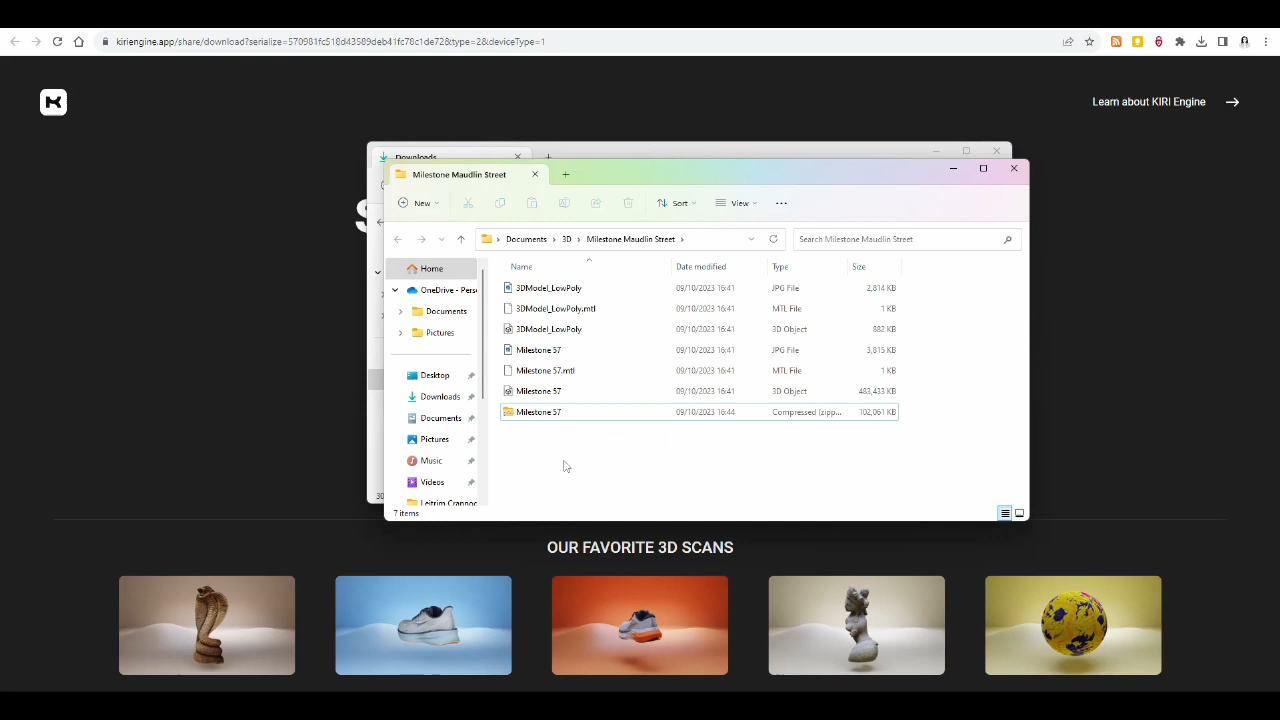 kiriengine.app/share/download?serialize=570981fc518d43589deb41fc78c1de72&type=2&deviceType=1
Learn about KIRI Engine
Downloads
Milestone Maudlin Street
New
Sort
View
Documents > 3D > Milestone Maudlin Street >
Search Milestone Maudlin Street
Home
OneDrive - Pers
Documents
Pictures
Desktop
Downloads
Documents
Pictures
Music
Videos
Leitrim Crannog
Name Date modified Type Size
3DModel_LowPoly 09/10/2023 16:41 JPG File 2,814 KB
3DModel_LowPoly.mtl 09/10/2023 16:41 MTL File 1 KB
3DModel_LowPoly 09/10/2023 16:41 3D Object 882 KB
Milestone 57 09/10/2023 16:41 JPG File 3,815 KB
Milestone 57.mtl 09/10/2023 16:41 MTL File 1 KB
Milestone 57 09/10/2023 16:41 3D Object 483,433 KB
Milestone 57 09/10/2023 16:44 Compressed (zipp... 102,061 KB
30
7 items
OUR FAVORITE 3D SCANS